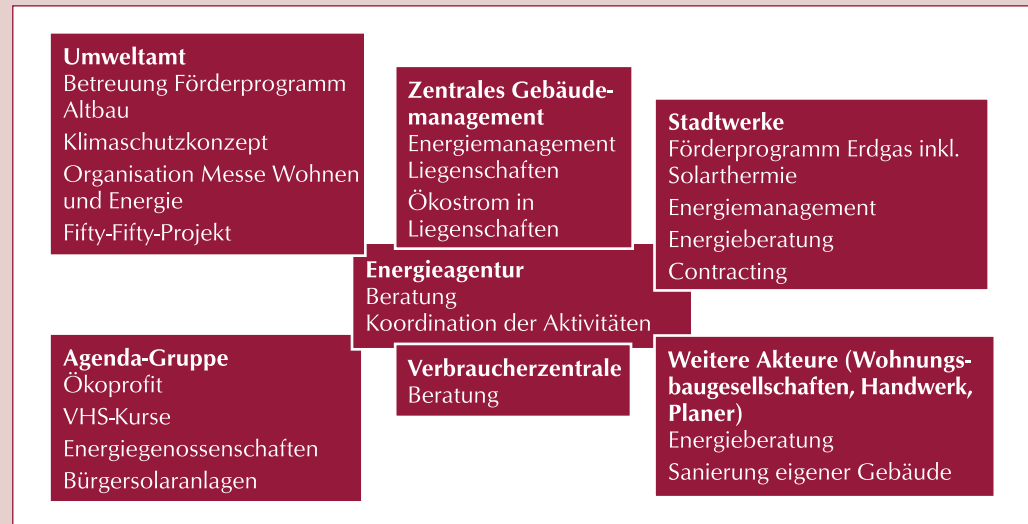 Umweltamt
Betreuung Förderprogramm
Altbau
Klimaschutzkonzept
Organisation Messe Wohnen
und Energie
Fifty-Fifty-Projekt
Zentrales Gebäude-
management
Energiemanagement
Liegenschaften
Ökostrom in
Liegenschaften
Stadtwerke
Förderprogramm Erdgas inkl.
Solarthermie
Energiemanagement
Energieberatung
Contracting
Energieagentur
Beratung
Koordination der Aktivitäten
Agenda-Gruppe
Ökoprofit
VHS-Kurse
Energiegenossenschaften
Bürgersolaranlagen
Verbraucherzentrale
Beratung
Weitere Akteure (Wohnungs-
baugesellschaften, Handwerk,
Planer)
Energieberatung
Sanierung eigener Gebäude